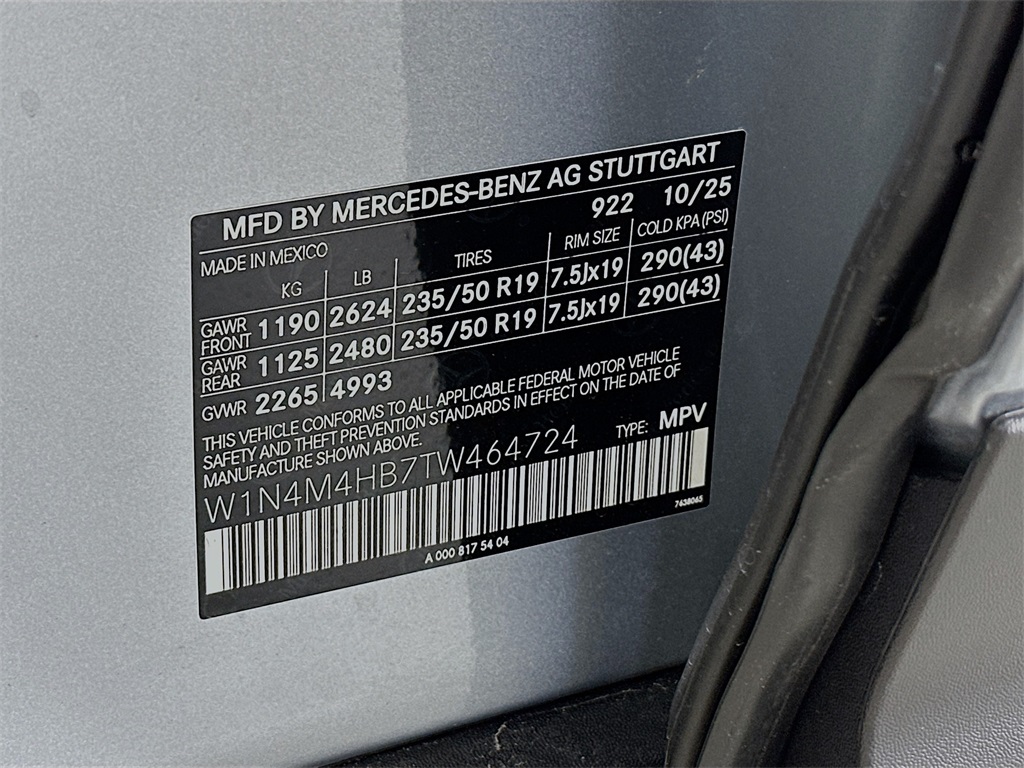 MFD BY MERCEDES-BENZ AG STUTTGART
922 10/25
MADE IN MEXICO
KG LB TIRES RIM SIZE COLD KPA (PSI)
GAWR FRONT 1190 2624 235/50 R19 7.5Jx19 290(43)
GAWR REAR 1125 2480 235/50 R19 7.5Jx19 290(43)
GVWR 2265 4993
THIS VEHICLE CONFORMS TO ALL APPLICABLE FEDERAL MOTOR VEHICLE
SAFETY AND THEFT PREVENTION STANDARDS IN EFFECT ON THE DATE OF
MANUFACTURE SHOWN ABOVE.
TYPE: MPV
W1N4M4HB7TW464724
7638065
A 000 817 54 04